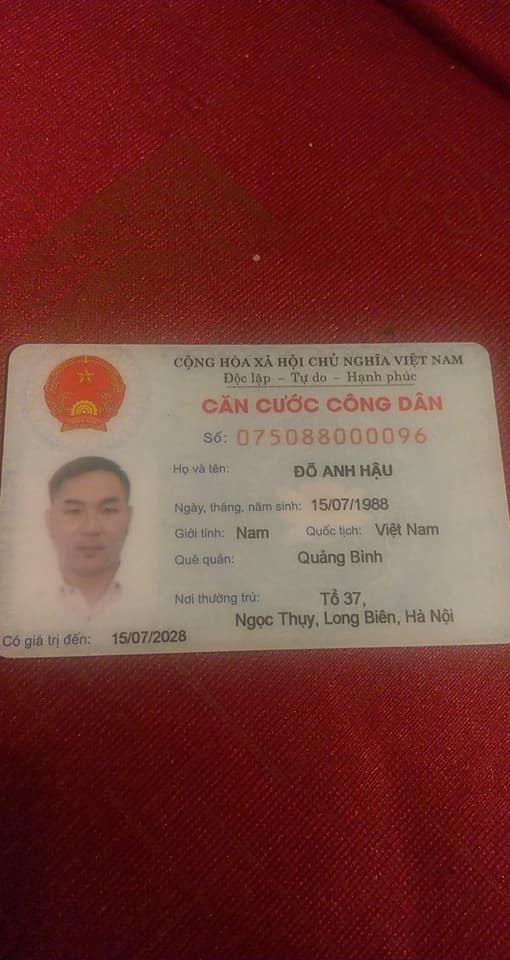 CỘNG HÒA XÃ HỘI CHỦ NGHĨA VIỆT NAM
Độc lập - Tự do - Hạnh phúc
CĂN CƯỚC CÔNG DÂN
Số: 075088000096
Họ và tên: ĐỖ ANH HẬU
Ngày, tháng, năm sinh: 15/07/1988
Giới tính: Nam Quốc tịch: Việt Nam
Quê quán: Quảng Bình
Nơi thường trú: Tổ 37,
Ngọc Thụy, Long Biên, Hà Nội
Có giá trị đến: 15/07/2028